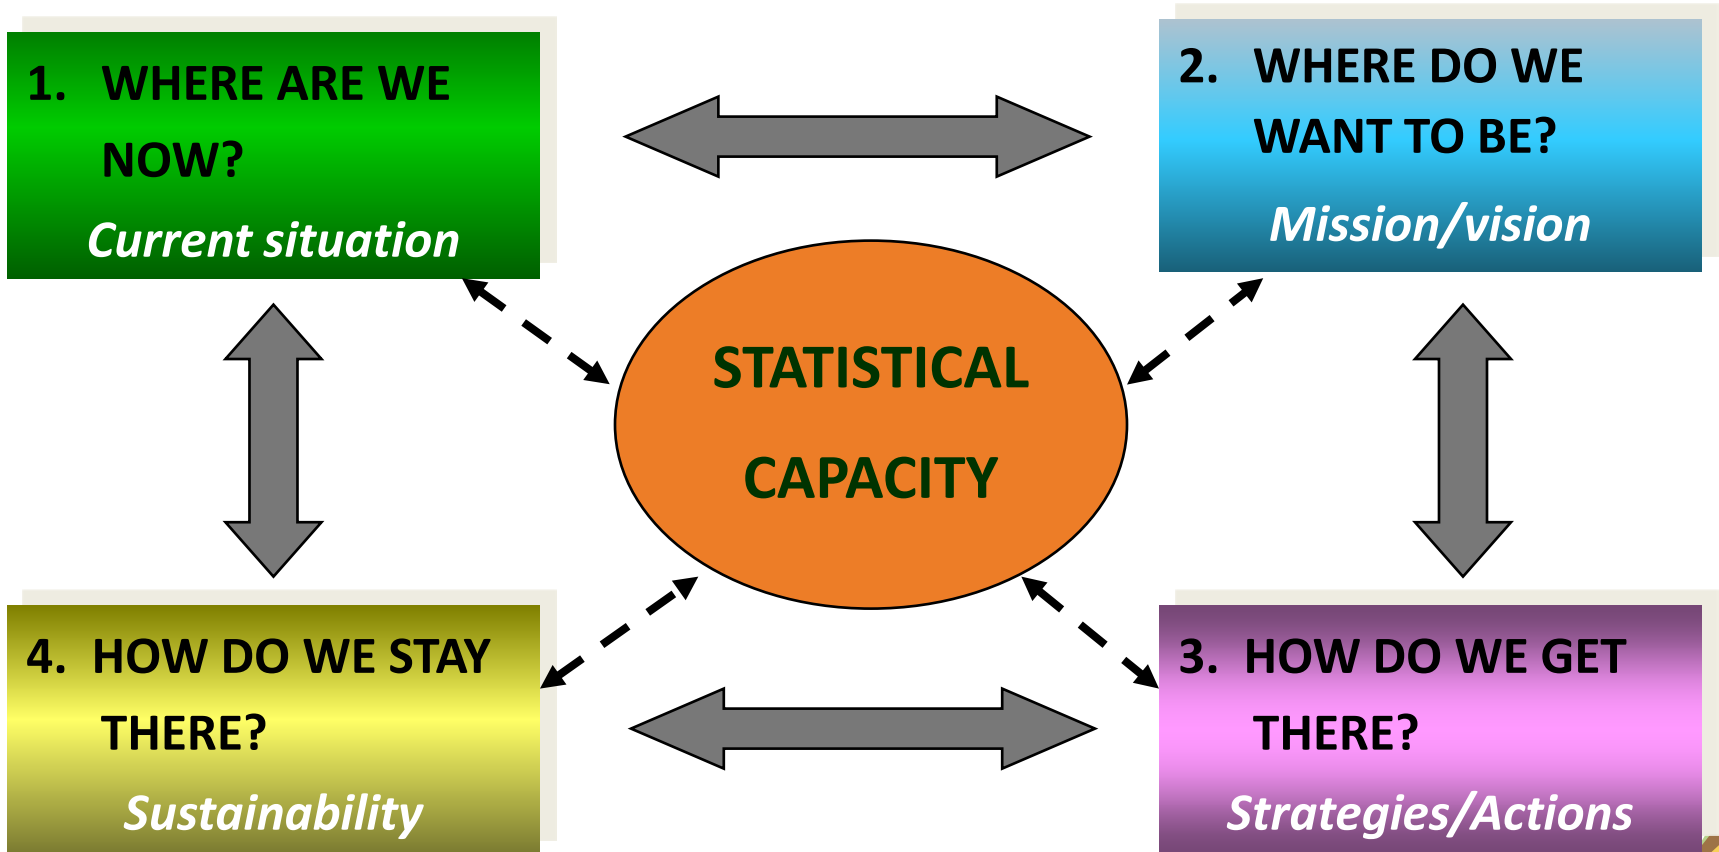 1. WHERE ARE WE
NOW?
Current situation
2. WHERE DO WE
WANT TO BE?
Mission/vision
STATISTICAL
CAPACITY
4. HOW DO WE STAY
THERE?
Sustainability
3. HOW DO WE GET
THERE?
Strategies/Actions